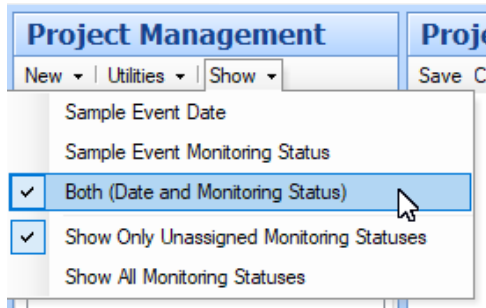 Project Management
Proj
New Utilities Show
Save C
Sample Event Date
Sample Event Monitoring Status
Both (Date and Monitoring Status)
Show Only Unassigned Monitoring Statuses
Show All Monitoring Statuses